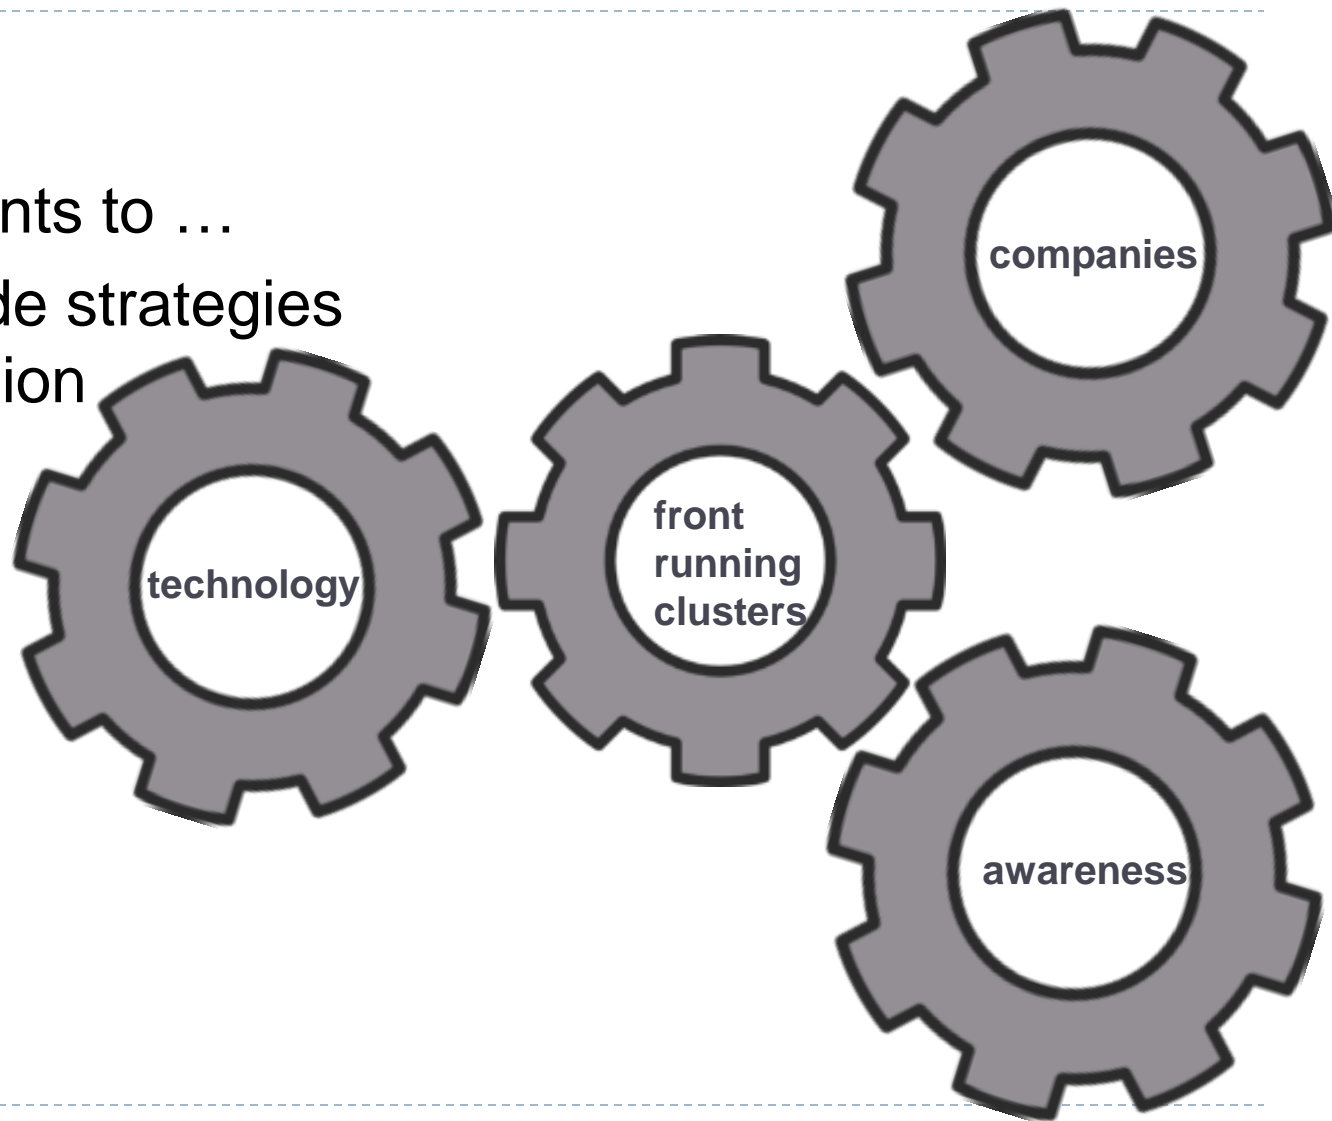 nts to …
de strategies
ion
companies
technology
front
running
clusters
awareness